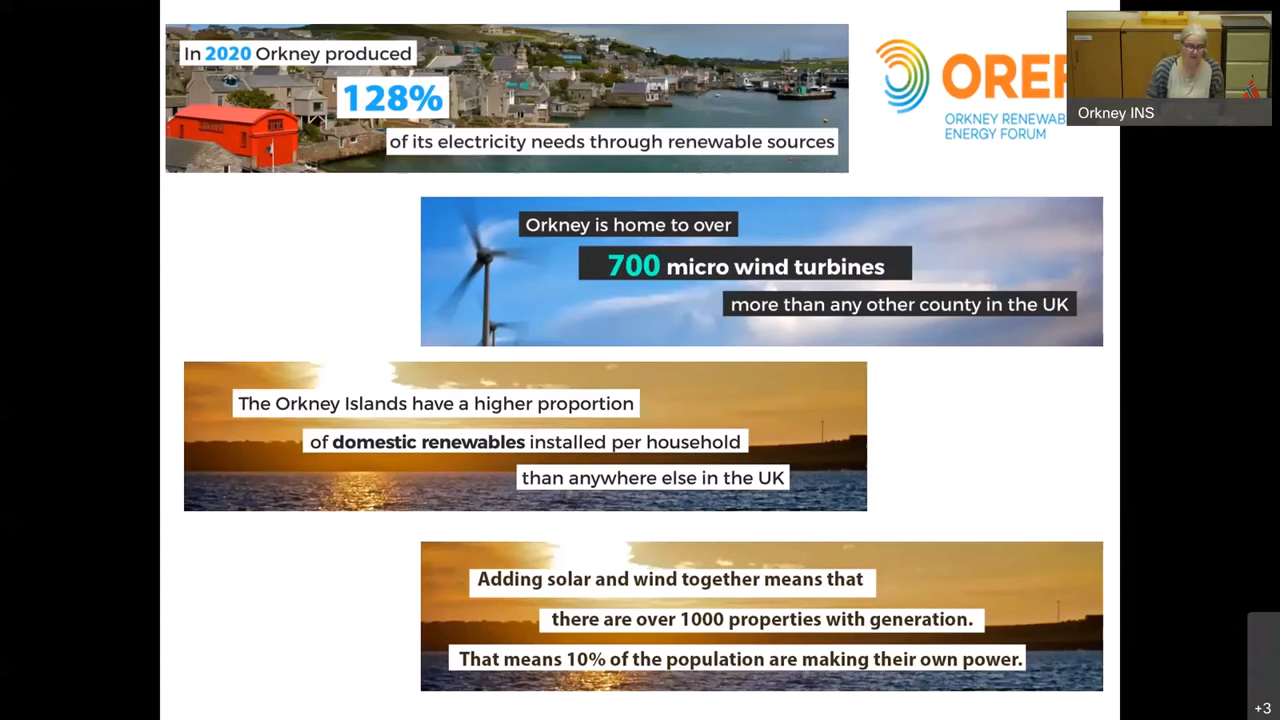 In 2020 Orkney produced
128%
of its electricity needs through renewable sources
ORKNEY RENEWAB
ENERGY FORUM
Orkney INS
Orkney is home to over
700 micro wind turbines
more than any other county in the UK
The Orkney Islands have a higher proportion
of domestic renewables installed per household
than anywhere else in the UK
Adding solar and wind together means that
there are over 1000 properties with generation.
That means 10% of the population are making their own power.
+3